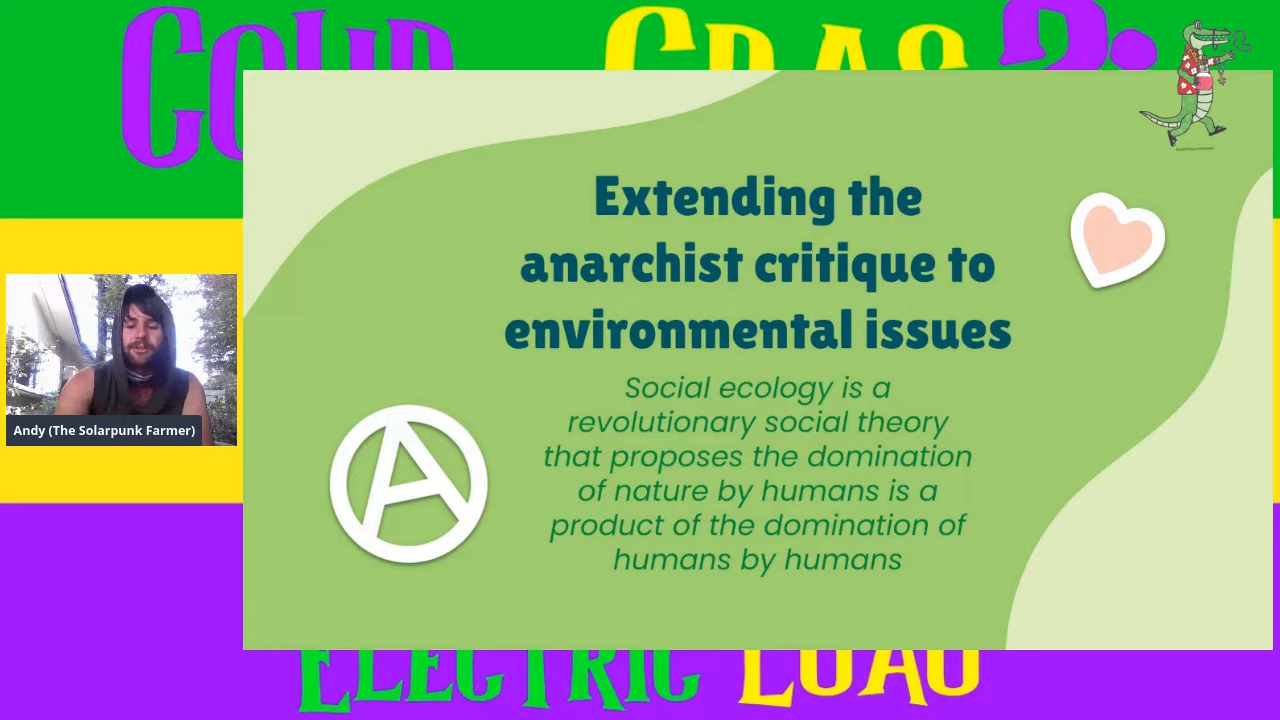 Extending the
anarchist critique to
environmental issues
Social ecology is a
revolutionary social theory
that proposes the domination
of nature by humans is a
product of the domination of
humans by humans
Andy (The Solarpunk Farmer)